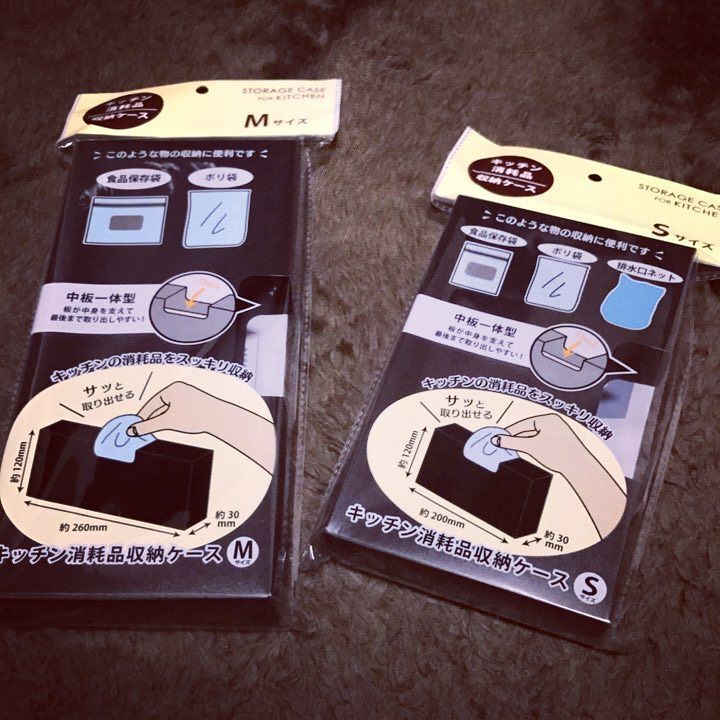 キッチン
消耗品
収納ケース
STORAGE CASE
FOR KITCHEN
Mサイズ
このような物の収納に便利です
食品保存袋
ポリ袋
中板一体型
板が中身を支えて
最後まで取り出しやすい!
キッチンの消耗品をスッキリ収納
サッと
取り出せる
約120mm
約260mm
約30
mm
キッチン消耗品収納ケース Mサイズ
キッチン
消耗品
収納ケース
STORAGE CASE
FOR KITCHEN
Sサイズ
このような物の収納に便利です
食品保存袋
ポリ袋
排水口ネット
中板一体型
板が中身を支えて
最後まで取り出しやすい!
キッチンの消耗品をスッキリ収納
サッと
取り出せる
約120mm
約200mm
約30
mm
キッチン消耗品収納ケース Sサイズ